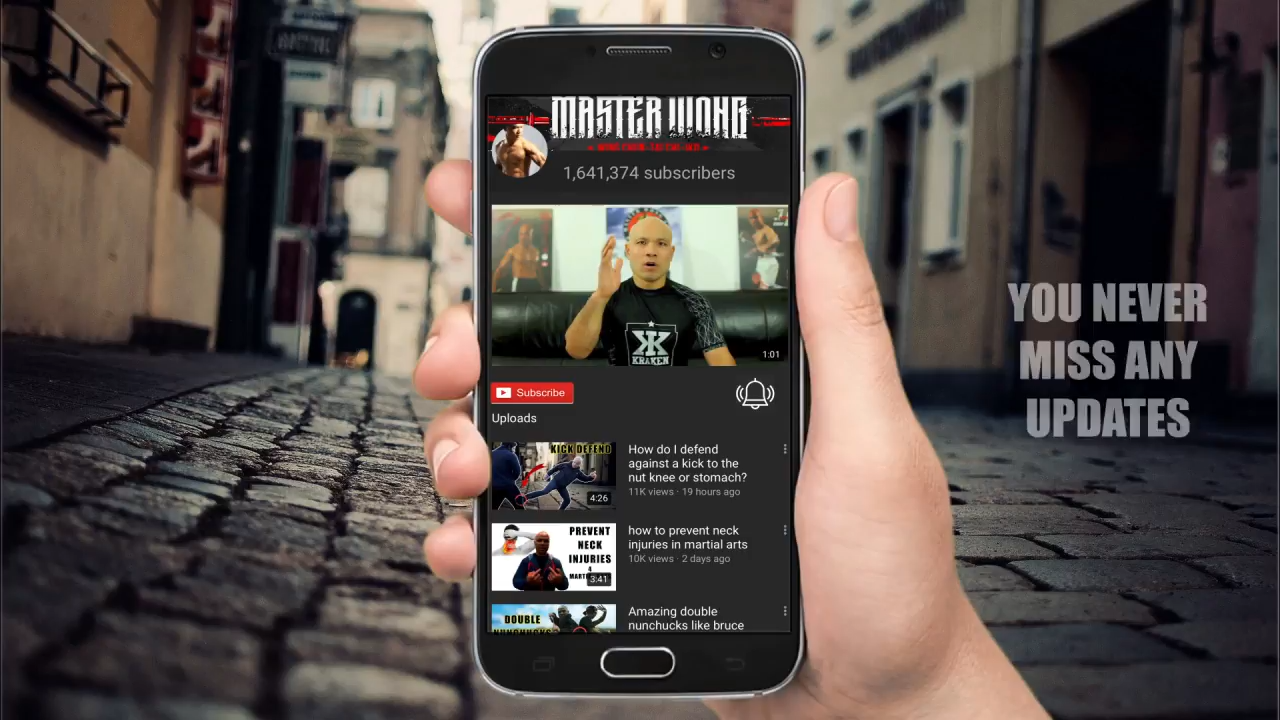 MASTER WONG
1,641,374 subscribers
KRAKEN
1:01
Subscribe
Uploads
KICK DEFEND
4:26
How do I defend
against a kick to the
nut knee or stomach?
11K views · 19 hours ago
PREVENT
NECK
INJURIES
4
3:41
how to prevent neck
injuries in martial arts
10K views · 2 days ago
DOUBLE
Amazing double
nunchucks like bruce
YOU NEVER
MISS ANY
UPDATES